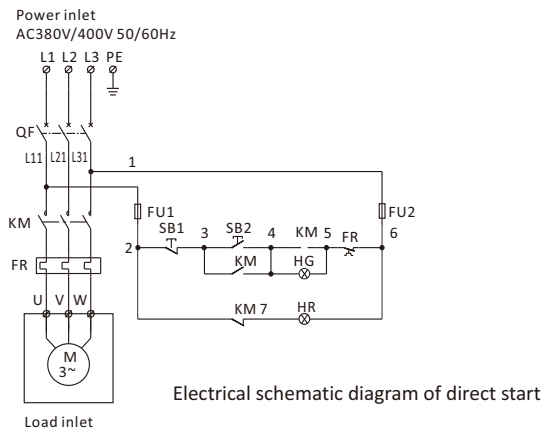 Power inlet
AC380V/400V 50/60Hz
L1 L2 L3 PE
QF
L11 L21 L31
1
FU1
FU2
SB1
3
SB2
4
KM
5
FR
6
2
KM
HG
KM
FR
KM 7
HR
U V W
M
3~
Electrical schematic diagram of direct start
Load inlet